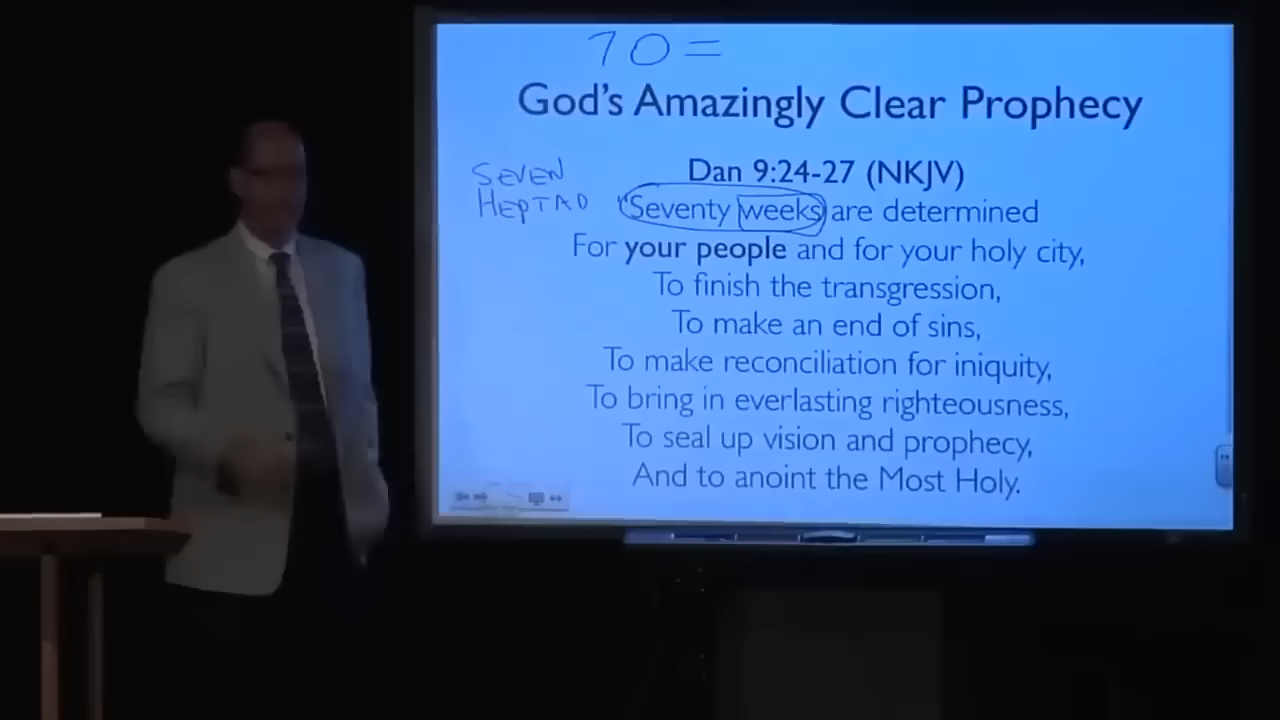 70=
God's Amazingly Clear Prophecy
SEVEN
HEPTAD
Dan 9:24-27 (NKJV)
"Seventy weeks are determined
For your people and for your holy city,
To finish the transgression,
To make an end of sins,
To make reconciliation for iniquity,
To bring in everlasting righteousness,
To seal up vision and prophecy,
And to anoint the Most Holy.